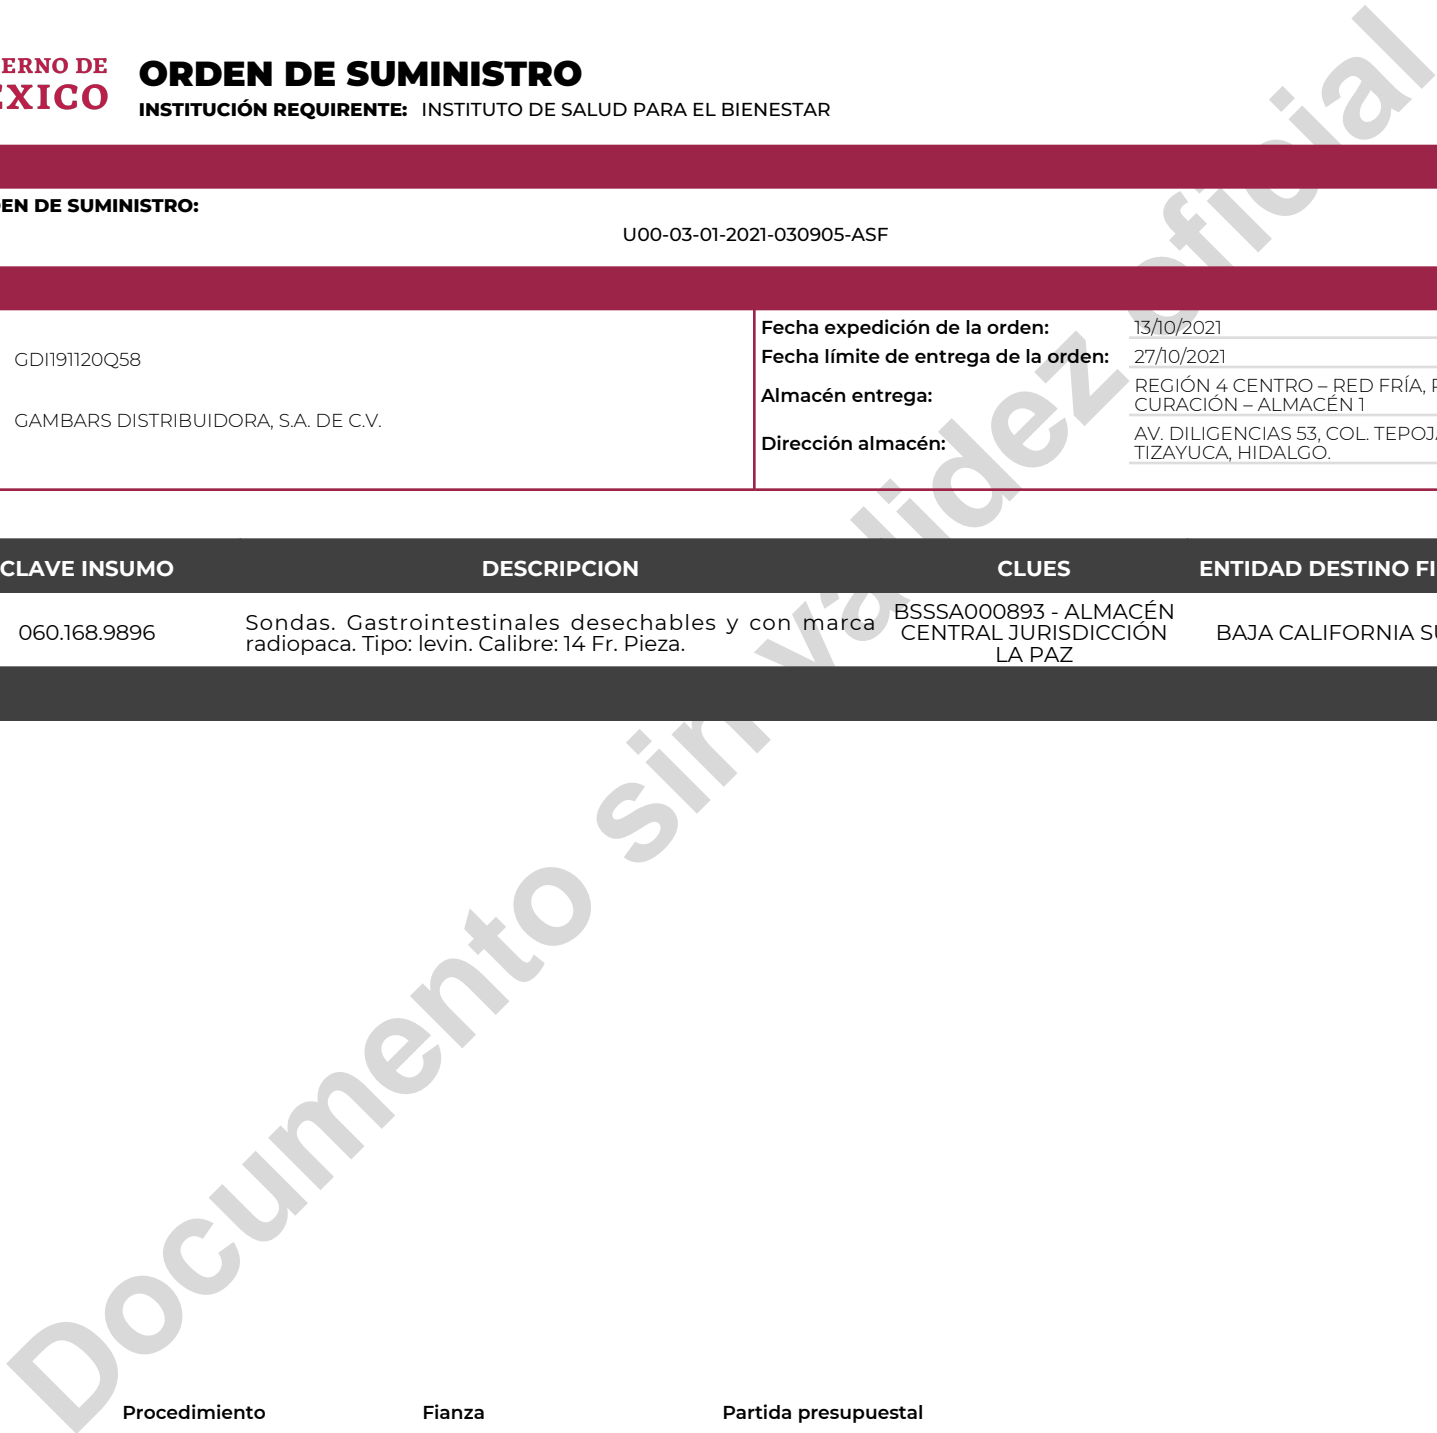 ERNO DE
EXICO
ORDEN DE SUMINISTRO
INSTITUCIÓN REQUIRENTE: INSTITUTO DE SALUD PARA EL BIENESTAR
EN DE SUMINISTRO:
U00-03-01-2021-030905-ASF
GDI191120Q58
GAMBARS DISTRIBUIDORA, S.A. DE C.V.
Fecha expedición de la orden: 13/10/2021
Fecha límite de entrega de la orden: 27/10/2021
Almacén entrega: REGIÓN 4 CENTRO – RED FRÍA,
CURACIÓN – ALMACÉN 1
Dirección almacén: AV. DILIGENCIAS 53, COL. TEPOJA
TIZAYUCA, HIDALGO.
CLAVE INSUMO DESCRIPCION CLUES ENTIDAD DESTINO FI
060.168.9896
Sondas. Gastrointestinales desechables y con marca
radiopaca. Tipo: levin. Calibre: 14 Fr. Pieza.
BSSSA000893 - ALMACÉN
CENTRAL JURISDICCIÓN
LA PAZ
BAJA CALIFORNIA SU
Documento sin validez oficial
Procedimiento Fianza Partida presupuestal